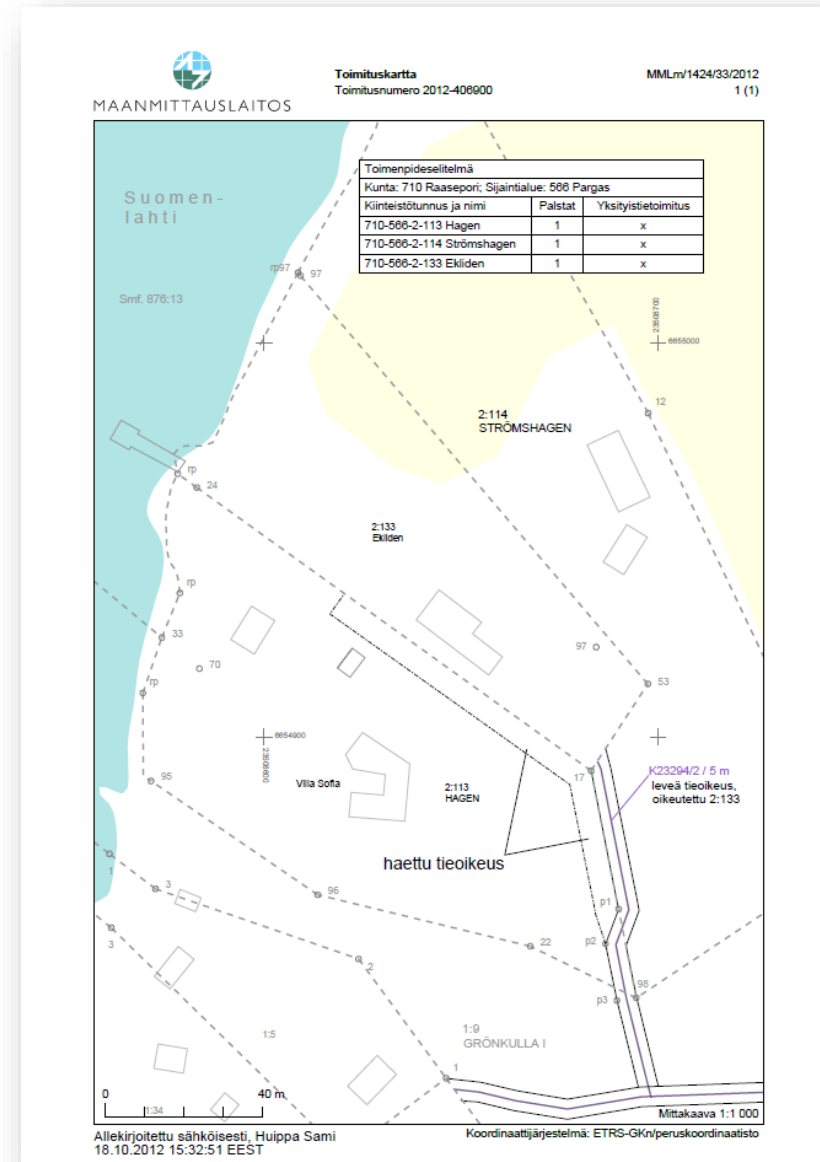 MAANMITTAUSLAITOS
Toimituskartta
Toimitusnumero 2012-406900
MMLm/1424/33/2012
1 (1)
Toimenpideselitelmä
Kunta: 710 Raasepori; Sijaintialue: 566 Pargas
Kiinteistötunnus ja nimi Palstat Yksityistietoimitus
710-566-2-113 Hagen 1 x
710-566-2-114 Strömshagen 1 x
710-566-2-133 Ekliden 1 x
Suomen-
lahti
rp97 97
Smf. 876:13
23508700
6655000
12
2:114
STRÖMSHAGEN
rp
24
2:133
Ekliden
rp
33
97
70
53
rp
6654900
23508600
17
K23294/2 / 5 m
leveä tieoikeus,
oikeutettu 2:133
95
Villa Sofia
2:113
HAGEN
haettu tieoikeus
1
3
96
p1
3
22
p2
2
98
p3
1:5
1:9
GRÖNKULLA I
1
0 40 m
1:34
Mittakaava 1:1 000
Allekirjoitettu sähköisesti, Huippa Sami
18.10.2012 15:32:51 EEST
Koordinaattijärjestelmä: ETRS-GKn/peruskoordinaatisto